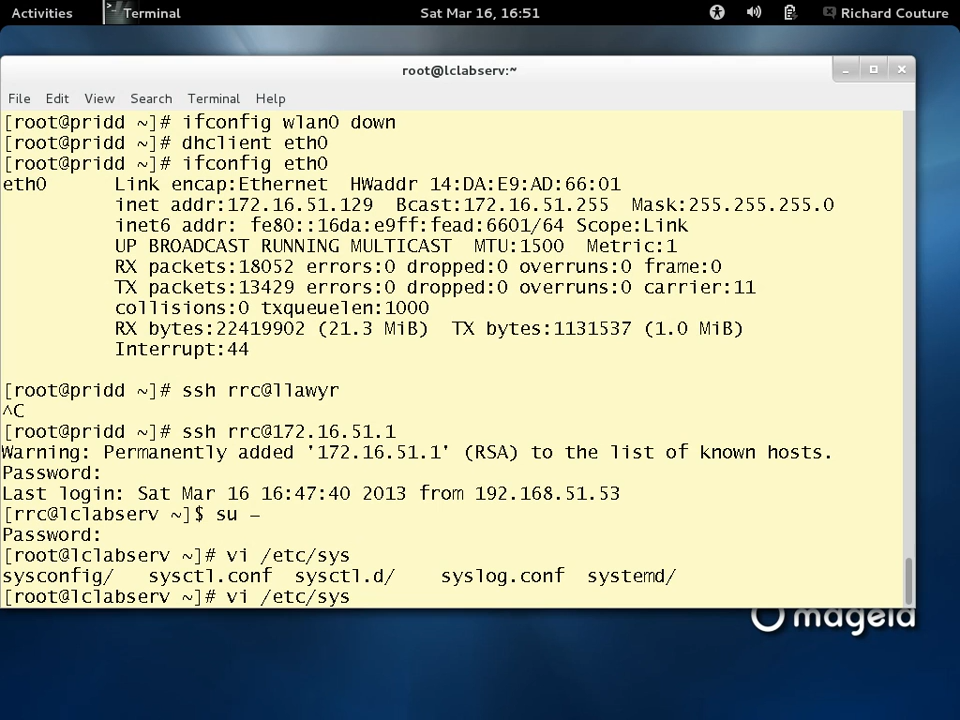 Activities Terminal Sat Mar 16, 16:51 Richard Couture
root@lclabserv:~
File Edit View Search Terminal Help
[root@pridd ~]# ifconfig wlan0 down
[root@pridd ~]# dhclient eth0
[root@pridd ~]# ifconfig eth0
eth0      Link encap:Ethernet  HWaddr 14:DA:E9:AD:66:01
          inet addr:172.16.51.129  Bcast:172.16.51.255  Mask:255.255.255.0
          inet6 addr: fe80::16da:e9ff:fead:6601/64 Scope:Link
          UP BROADCAST RUNNING MULTICAST  MTU:1500  Metric:1
          RX packets:18052 errors:0 dropped:0 overruns:0 frame:0
          TX packets:13429 errors:0 dropped:0 overruns:0 carrier:11
          collisions:0 txqueuelen:1000
          RX bytes:22419902 (21.3 MiB)  TX bytes:1131537 (1.0 MiB)
          Interrupt:44
[root@pridd ~]# ssh rrc@llawyr
^C
[root@pridd ~]# ssh rrc@172.16.51.1
Warning: Permanently added '172.16.51.1' (RSA) to the list of known hosts.
Password:
Last login: Sat Mar 16 16:47:40 2013 from 192.168.51.53
[rrc@lclabserv ~]$ su -
Password:
[root@lclabserv ~]# vi /etc/sys
sysconfig/   sysctl.conf  sysctl.d/    syslog.conf  systemd/
[root@lclabserv ~]# vi /etc/sys
mageia